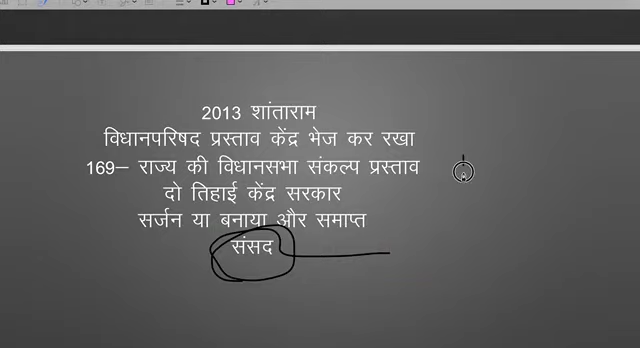 2013 शांताराम
विधानपरिषद प्रस्ताव केंद्र भेज कर रखा
169– राज्य की विधानसभा संकल्प प्रस्ताव
दो तिहाई केंद्र सरकार
सर्जन या बनाया और समाप्त
संसद